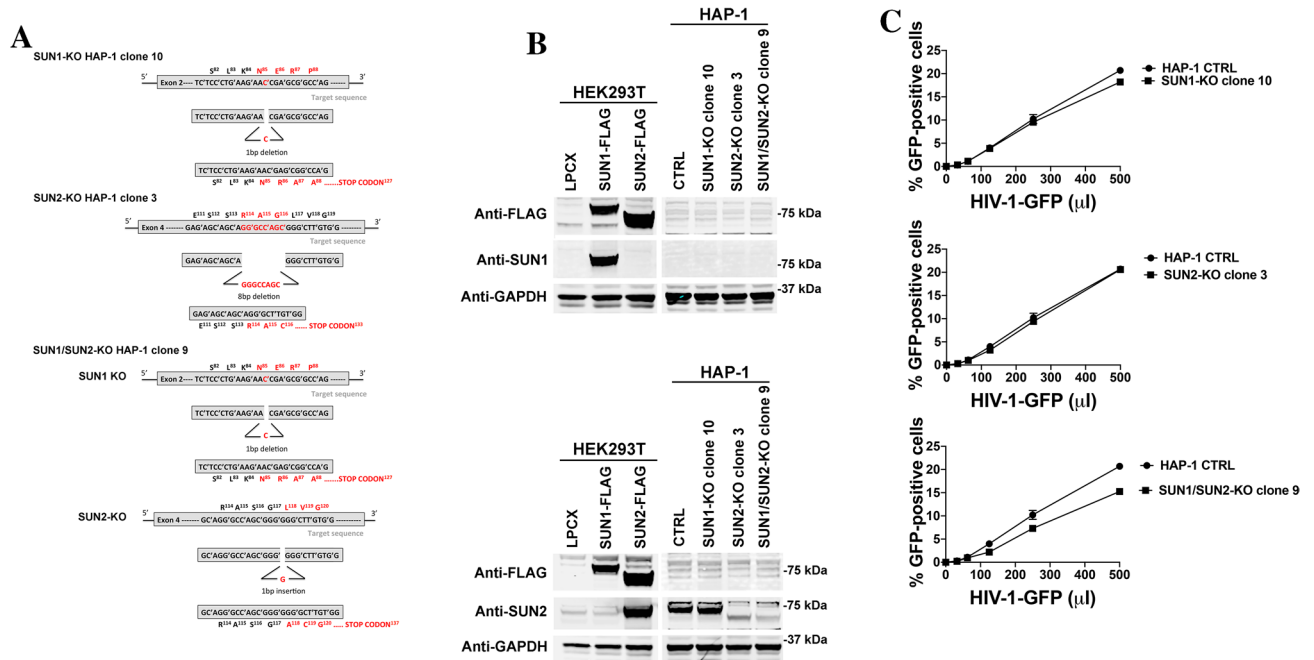 A
SUN1-KO HAP-1 clone 10
S82 L83 K84 N85 E86 R87 P88
5' 3'
Exon 2---- TC'TCC'CTG'AAG'AAC'CGA'GCG'GCC'AG ------
Target sequence
TC'TCC'CTG'AAG'AA CGA'GCG'GCC'AG
C
1bp deletion
TC'TCC'CTG'AAG'AAC'GAG'CGG'CCA'G
S82 L83 K84 N85 R86 A87 A88 .......STOP CODON127
SUN2-KO HAP-1 clone 3
E111 S112 S113 R114 A115 G116 L117 V118 G119
5' 3'
Exon 4 ------- GAG'AGC'AGC'AGG'GCC'AGC'GGG'CTT'GTG'G
Target sequence
GAG'AGC'AGC'A GGG'CTT'GTG'G
GGGCCAGC
8bp deletion
GAG'AGC'AGC'AGG'GCTTGT'GG
E111 S112 S113 R114 A115 C116 ...... STOP CODON133
SUN1/SUN2-KO HAP-1 clone 9
SUN1 KO
S82 L83 K84 N85 E86 R87 P88
5' 3'
Exon 2---- TC'TCC'CTG'AAG'AAC'CGA'GCG'GCC'AG ------
Target sequence
TC'TCC'CTG'AAG'AA CGA'GCG'GCC'AG
C
1bp deletion
TC'TCC'CTG'AAG'AAC'GAG'CGG'CCA'G
S82 L83 K84 N85 R86 A87 A88 .......STOP CODON127
SUN2-KO
R114 A115 S116 G117 L118 V119 G120
5' 3'
Exon 4 ------- GC'AGG'GCC'AGC'GGG'GGG'CTT'GTG'G
Target sequence
GC'AGG'GCC'AGC'GGG' GGG'CTT'GTG'G
G
1bp insertion
GC'AGG'GCC'AGC'GGG'GGG'GCT'TGT'GG
R114 A115 S116 G117 A118 C119 G120 ..... STOP CODON137
B
HAP-1
HEK293T
LPCX
SUN1-FLAG
SUN2-FLAG
CTRL
SUN1-KO clone 10
SUN2-KO clone 3
SUN1/SUN2-KO clone 9
Anti-FLAG
-75 kDa
Anti-SUN1
-75 kDa
Anti-GAPDH
-37 kDa
HAP-1
HEK293T
LPCX
SUN1-FLAG
SUN2-FLAG
CTRL
SUN1-KO clone 10
SUN2-KO clone 3
SUN1/SUN2-KO clone 9
Anti-FLAG
-75 kDa
Anti-SUN2
-75 kDa
Anti-GAPDH
-37 kDa
C
% GFP-positive cells
25
20
15
10
5
0
0 100 200 300 400 500
HIV-1-GFP (μl)
HAP-1 CTRL
SUN1-KO clone 10
% GFP-positive cells
25
20
15
10
5
0
0 100 200 300 400 500
HIV-1-GFP (μl)
HAP-1 CTRL
SUN2-KO clone 3
% GFP-positive cells
25
20
15
10
5
0
0 100 200 300 400 500
HIV-1-GFP (μl)
HAP-1 CTRL
SUN1/SUN2-KO clone 9